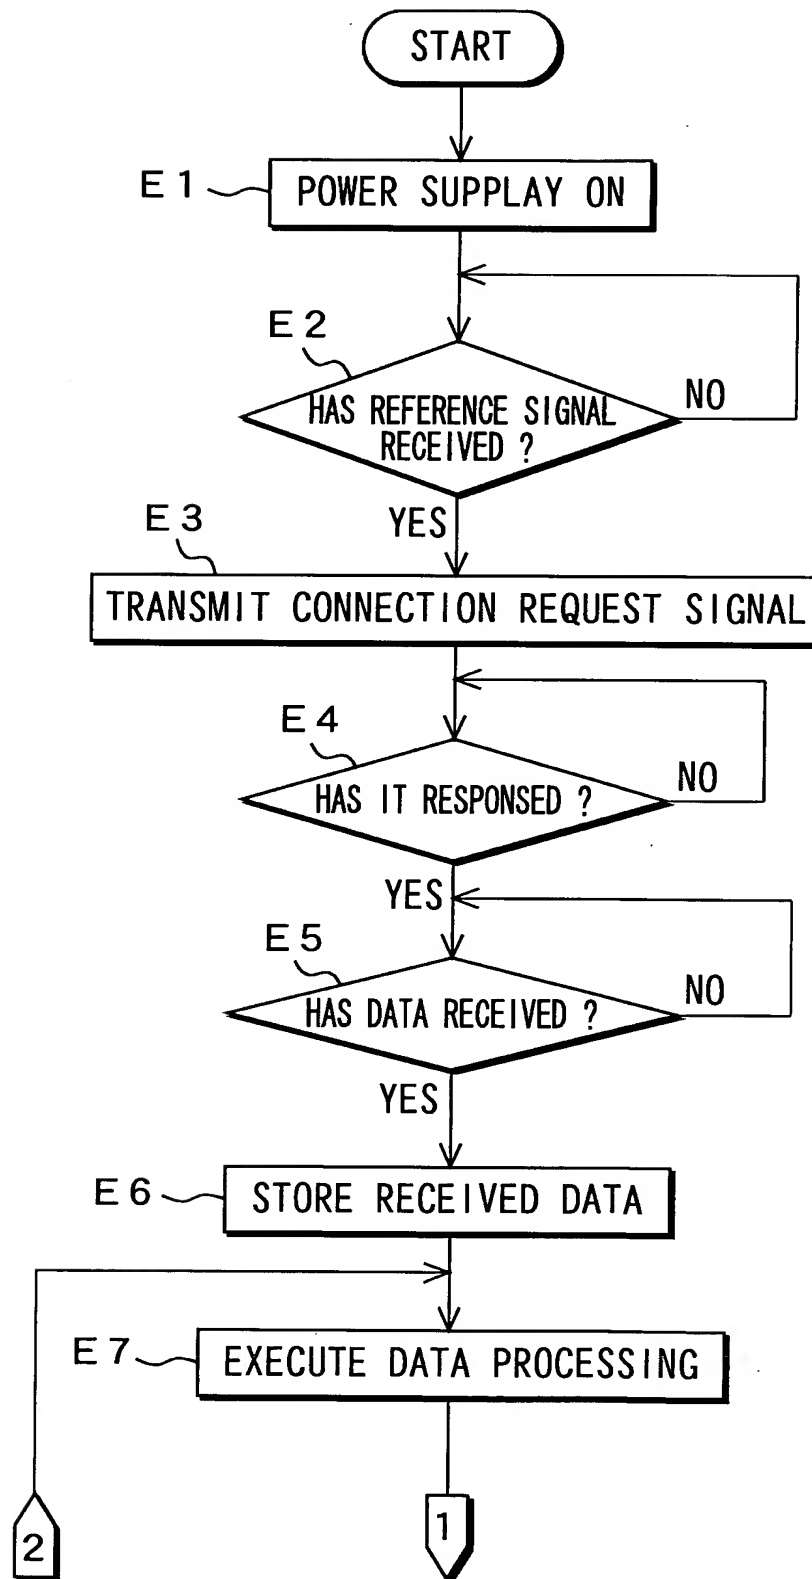 START
E1
POWER SUPPLAY ON
E2
HAS REFERENCE SIGNAL
RECEIVED ?
NO
YES
E3
TRANSMIT CONNECTION REQUEST SIGNAL
E4
HAS IT RESPONSED ?
NO
YES
E5
HAS DATA RECEIVED ?
NO
YES
E6
STORE RECEIVED DATA
E7
EXECUTE DATA PROCESSING
2
1